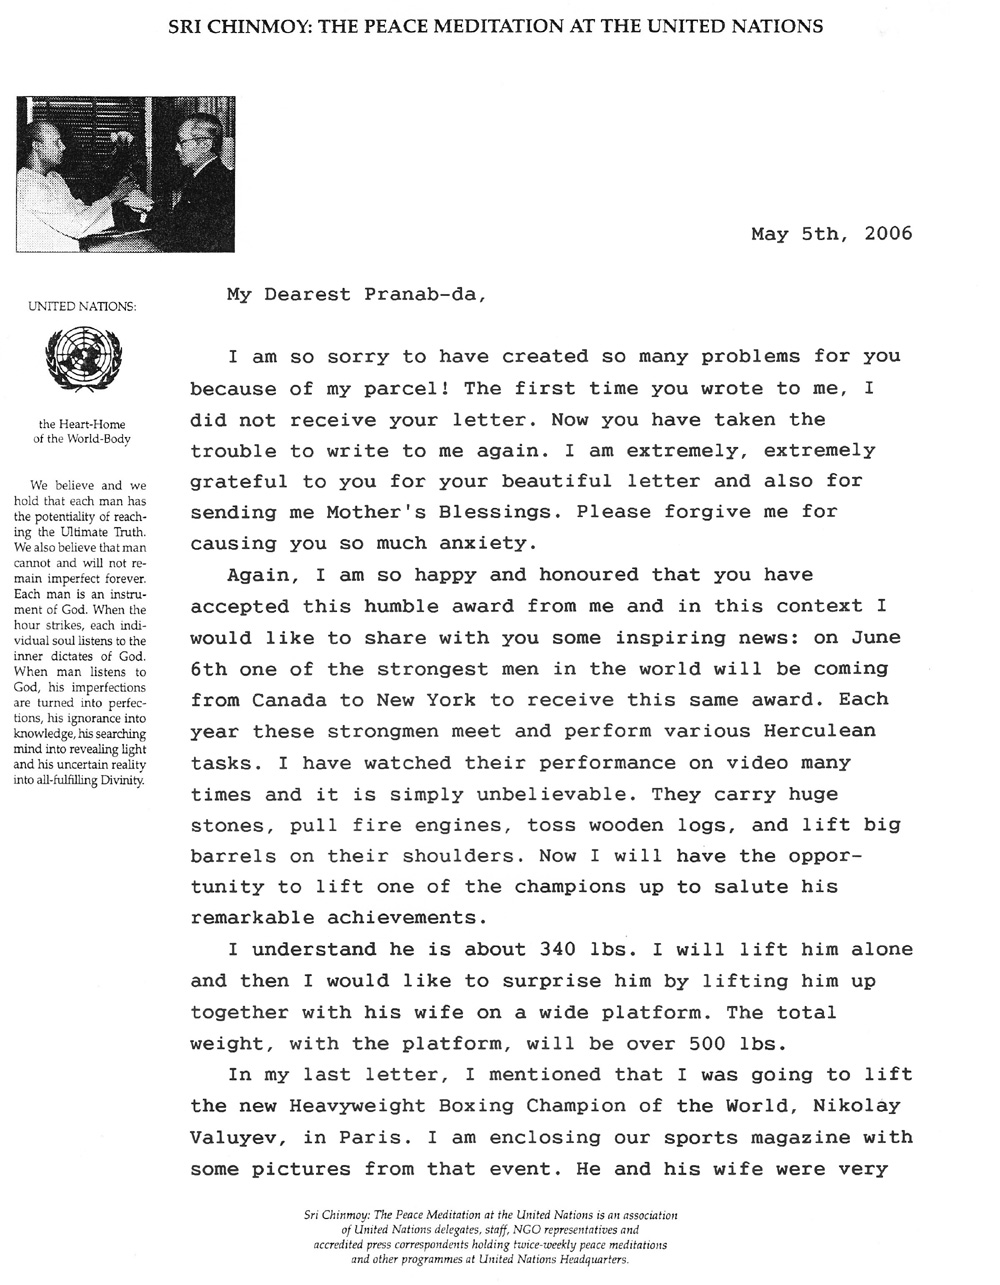 SRI CHINMOY: THE PEACE MEDITATION AT THE UNITED NATIONS
May 5th, 2006
UNITED NATIONS:
the Heart-Home
of the World-Body
We believe and we
hold that each man has
the potentiality of reach-
ing the Ultimate Truth.
We also believe that man
cannot and will not re-
main imperfect forever.
Each man is an instru-
ment of God. When the
hour strikes, each indi-
vidual soul listens to the
inner dictates of God.
When man listens to
God, his imperfections
are turned into perfec-
tions, his ignorance into
knowledge, his searching
mind into revealing light
and his uncertain reality
into all-fulfilling Divinity.
My Dearest Pranab-da,
I am so sorry to have created so many problems for you
because of my parcel! The first time you wrote to me, I
did not receive your letter. Now you have taken the
trouble to write to me again. I am extremely, extremely
grateful to you for your beautiful letter and also for
sending me Mother's Blessings. Please forgive me for
causing you so much anxiety.
Again, I am so happy and honoured that you have
accepted this humble award from me and in this context I
would like to share with you some inspiring news: on June
6th one of the strongest men in the world will be coming
from Canada to New York to receive this same award. Each
year these strongmen meet and perform various Herculean
tasks. I have watched their performance on video many
times and it is simply unbelievable. They carry huge
stones, pull fire engines, toss wooden logs, and lift big
barrels on their shoulders. Now I will have the oppor-
tunity to lift one of the champions up to salute his
remarkable achievements.
I understand he is about 340 lbs. I will lift him alone
and then I would like to surprise him by lifting him up
together with his wife on a wide platform. The total
weight, with the platform, will be over 500 lbs.
In my last letter, I mentioned that I was going to lift
the new Heavyweight Boxing Champion of the World, Nikolay
Valuyev, in Paris. I am enclosing our sports magazine with
some pictures from that event. He and his wife were very
Sri Chinmoy: The Peace Meditation at the United Nations is an association
of United Nations delegates, staff, NGO representatives and
accredited press correspondents holding twice-weekly peace meditations
and other programmes at United Nations Headquarters.